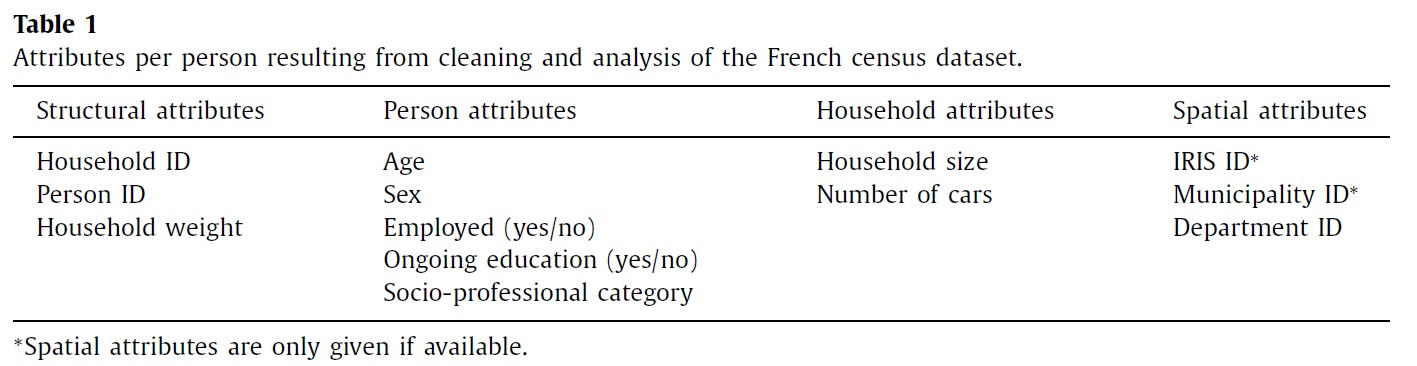 Table 1
Attributes per person resulting from cleaning and analysis of the French census dataset.
Structural attributes Person attributes Household attributes Spatial attributes
Household ID Age Household size IRIS ID*
Person ID Sex Number of cars Municipality ID*
Household weight Employed (yes/no) Department ID
Ongoing education (yes/no)
Socio-professional category
*Spatial attributes are only given if available.